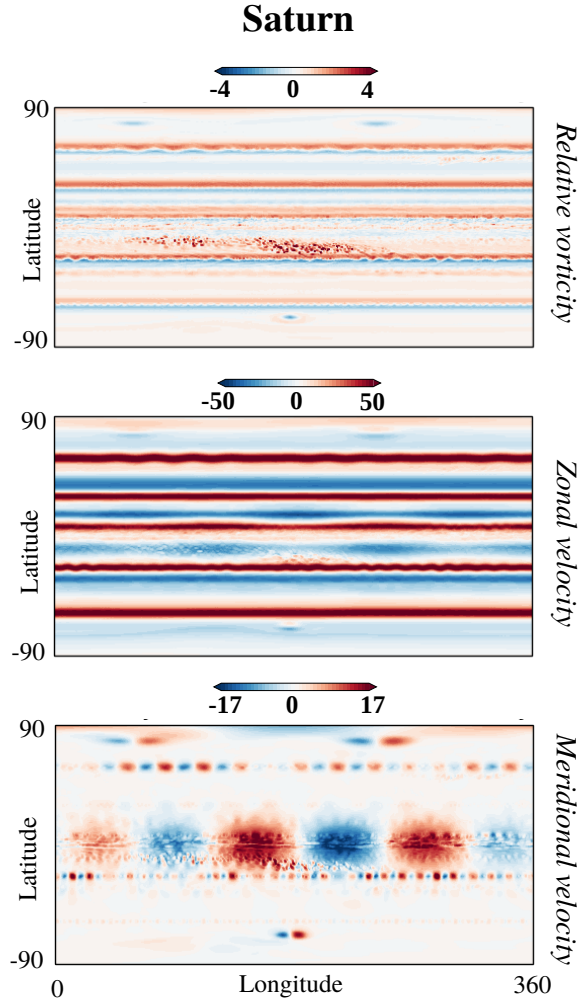 Saturn
-4 0 4
90
Latitude
-90
Relative vorticity
-50 0 50
90
Latitude
-90
Zonal velocity
-17 0 17
90
Latitude
-90
Meridional velocity
0 Longitude 360